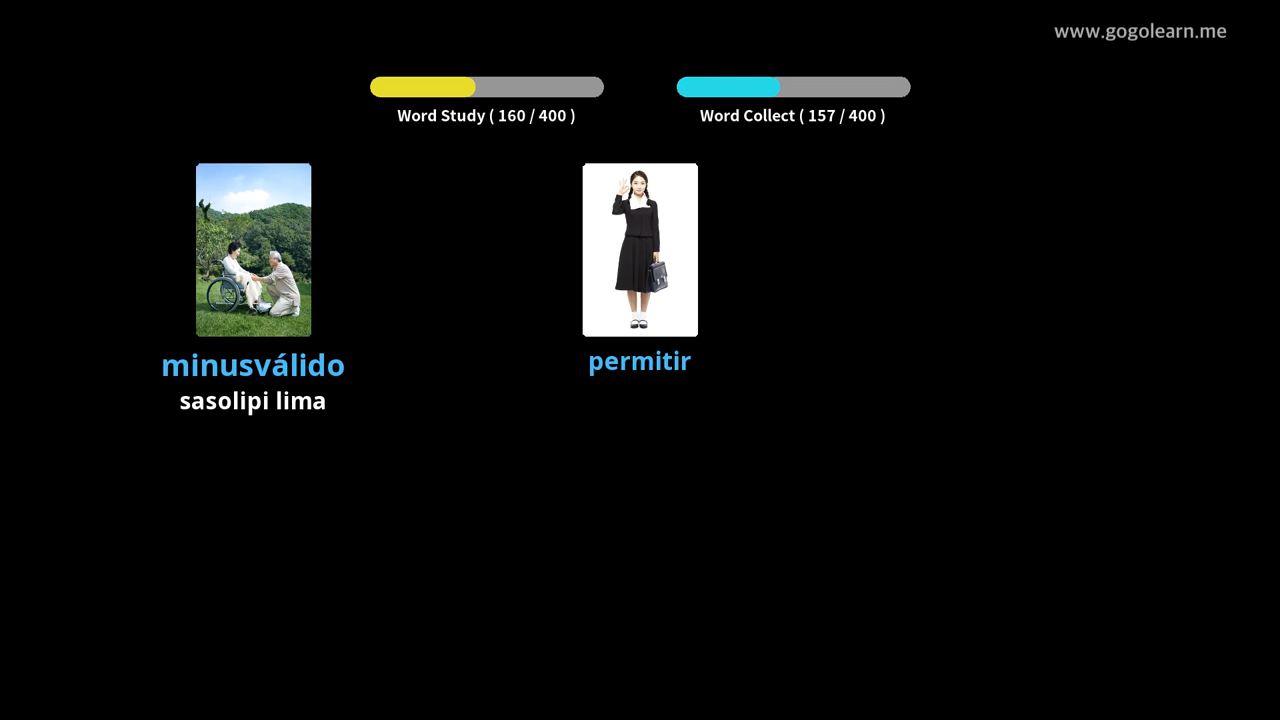 www.gogolearn.me
Word Study ( 160 / 400 )
Word Collect ( 157 / 400 )
minusválido
sasolipi lima
permitir